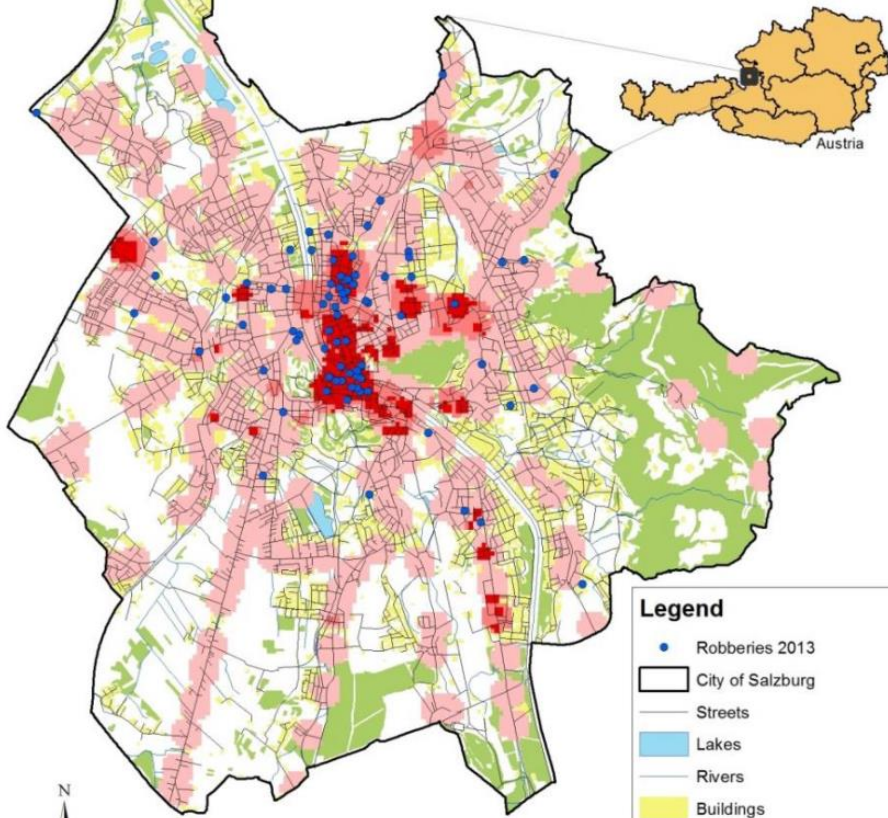 Austria
Legend
Robberies 2013
City of Salzburg
Streets
Lakes
Rivers
Buildings
N